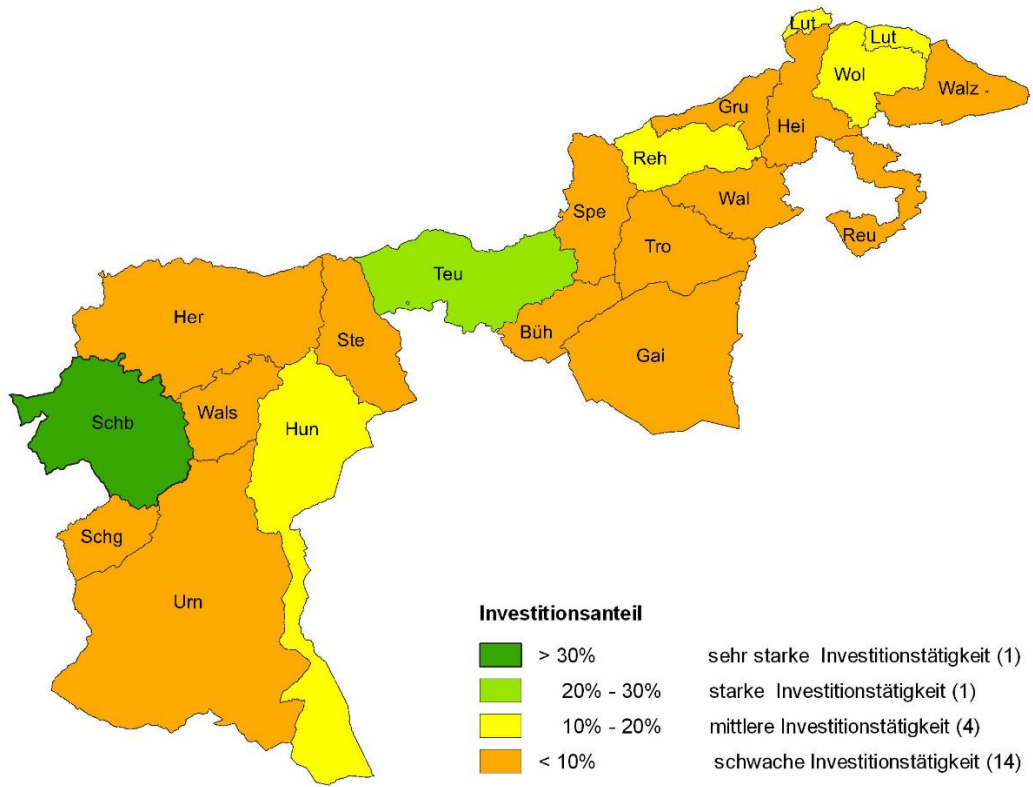 Lut
Lut
Wol
Walz
Gru
Hei
Reh
Wal
Spe
Reu
Tro
Teu
Her
Büh
Ste
Gai
Wals
Schb
Hun
Schg
Urn
Investitionsanteil
> 30% sehr starke Investitionstätigkeit (1)
20% - 30% starke Investitionstätigkeit (1)
10% - 20% mittlere Investitionstätigkeit (4)
< 10% schwache Investitionstätigkeit (14)